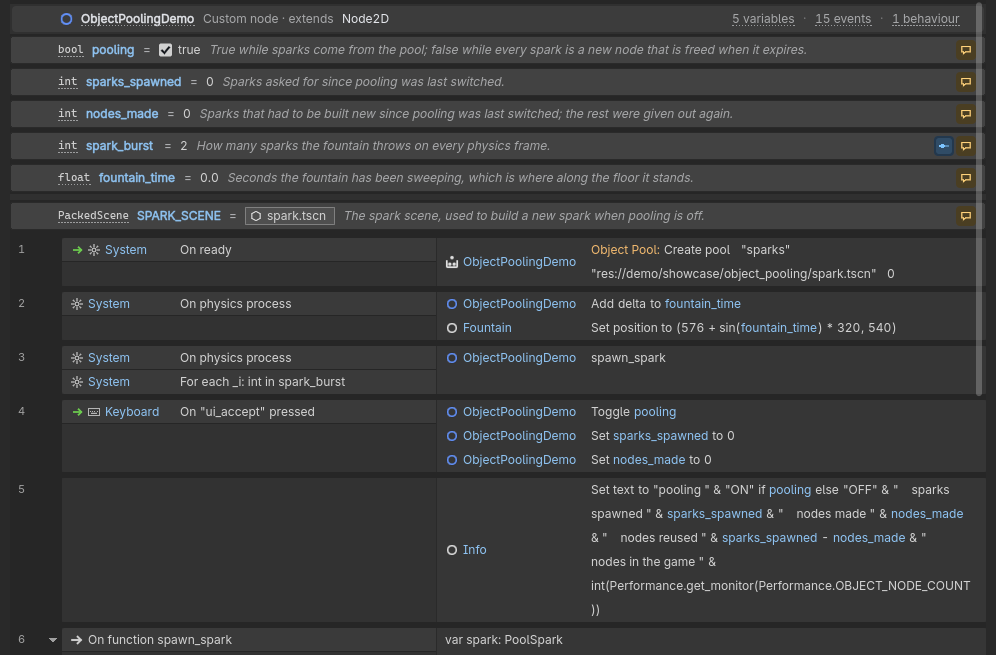 ObjectPoolingDemo Custom node · extends Node2D 5 variables · 15 events · 1 behaviour
bool pooling = true True while sparks come from the pool; false while every spark is a new node that is freed when it expires.
int sparks_spawned = 0 Sparks asked for since pooling was last switched.
int nodes_made = 0 Sparks that had to be built new since pooling was last switched; the rest were given out again.
int spark_burst = 2 How many sparks the fountain throws on every physics frame.
float fountain_time = 0.0 Seconds the fountain has been sweeping, which is where along the floor it stands.
PackedScene SPARK_SCENE = spark.tscn The spark scene, used to build a new spark when pooling is off.
1 System On ready ObjectPoolingDemo Object Pool: Create pool "sparks"
"res://demo/showcase/object_pooling/spark.tscn" 0
2 System On physics process ObjectPoolingDemo Add delta to fountain_time
Fountain Set position to (576 + sin(fountain_time) * 320, 540)
3 System On physics process ObjectPoolingDemo spawn_spark
System For each _i: int in spark_burst
4 Keyboard On "ui_accept" pressed ObjectPoolingDemo Toggle pooling
ObjectPoolingDemo Set sparks_spawned to 0
ObjectPoolingDemo Set nodes_made to 0
5 Set text to "pooling " & "ON" if pooling else "OFF" & " sparks
spawned " & sparks_spawned & " nodes made " & nodes_made
& " nodes reused " & sparks_spawned - nodes_made & "
Info nodes in the game " &
int(Performance.get_monitor(Performance.OBJECT_NODE_COUNT
))
6 On function spawn_spark var spark: PoolSpark